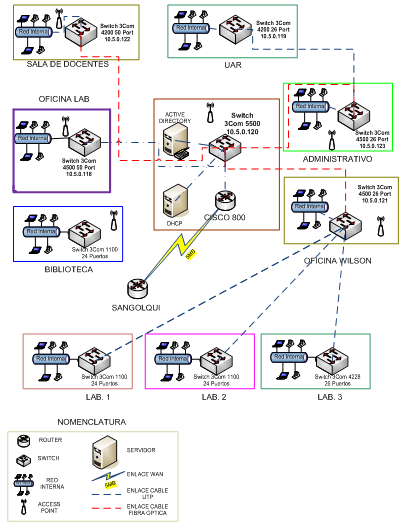 Red Interna
Switch 3Com
4200 50 Port
10.5.0.122
SALA DE DOCENTES
Red Interna
Switch 3Com
4200 26 Port
10.5.0.119
UAR
OFICINA LAB
Red Interna
Switch 3Com
4500 50 Port
10.5.0.118
ACTIVE
DIRECTORY
Switch
3Com 5500
10.5.0.120
DHCP
CISCO 800
Red Interna
Switch 3Com
4500 26 Port
10.5.0.123
ADMINISTRATIVO
Red Interna
Switch 3Com 1100
24 Puertos
BIBLIOTECA
Switch 3Com
4500 26 Port
10.5.0.121
Red Interna
OFICINA WILSON
5MB
SANGOLQUI
Red Interna
Switch 3Com 1100
24 Puertos
LAB. 1
Red Interna
Switch 3Com 1100
24 Puertos
LAB. 2
Red Interna
Switch 3Com 4228
26 Puertos
LAB. 3
NOMENCLATURA
ROUTER
SWITCH
RED
INTERNA
ACCESS
POINT
SERVIDOR
5MB
ENLACE WAN
ENLACE CABLE
UTP
ENLACE CABLE
FIBRA OPTICA